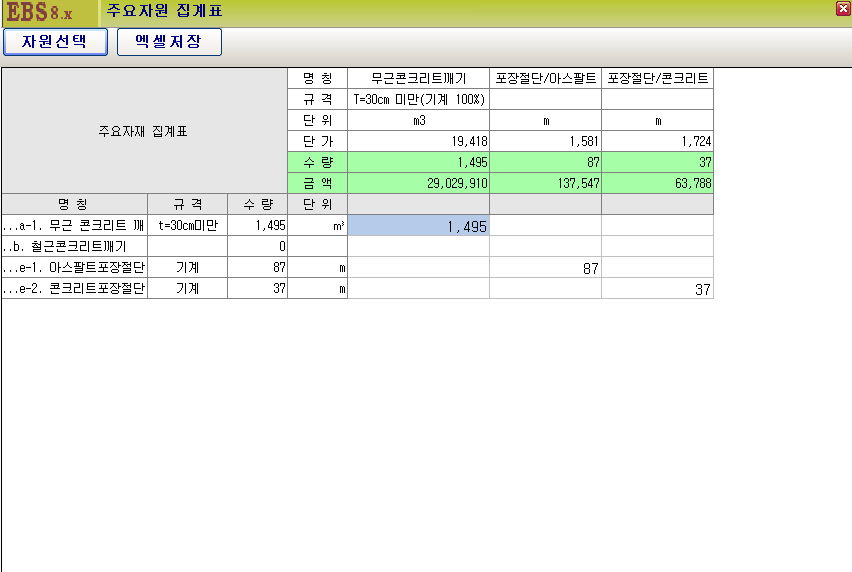 EBS 8.x 주요자원 집계표
자원선택 엑셀저장
주요자재 집계표
명 칭 무근콘크리트깨기 포장절단/아스팔트 포장절단/콘크리트
규 격 T=30cm 미만(기계 100%)
단 위 m3 m m
단 가 19,418 1,581 1,724
수 량 1,495 87 37
금 액 29,029,910 137,547 63,788
명 칭 규 격 수 량 단 위
...a-1. 무근 콘크리트 깨 t=30cm미만 1,495 m³ 1,495
..b. 철근콘크리트깨기 0
...e-1. 아스팔트포장절단 기계 87 m 87
...e-2. 콘크리트포장절단 기계 37 m 37